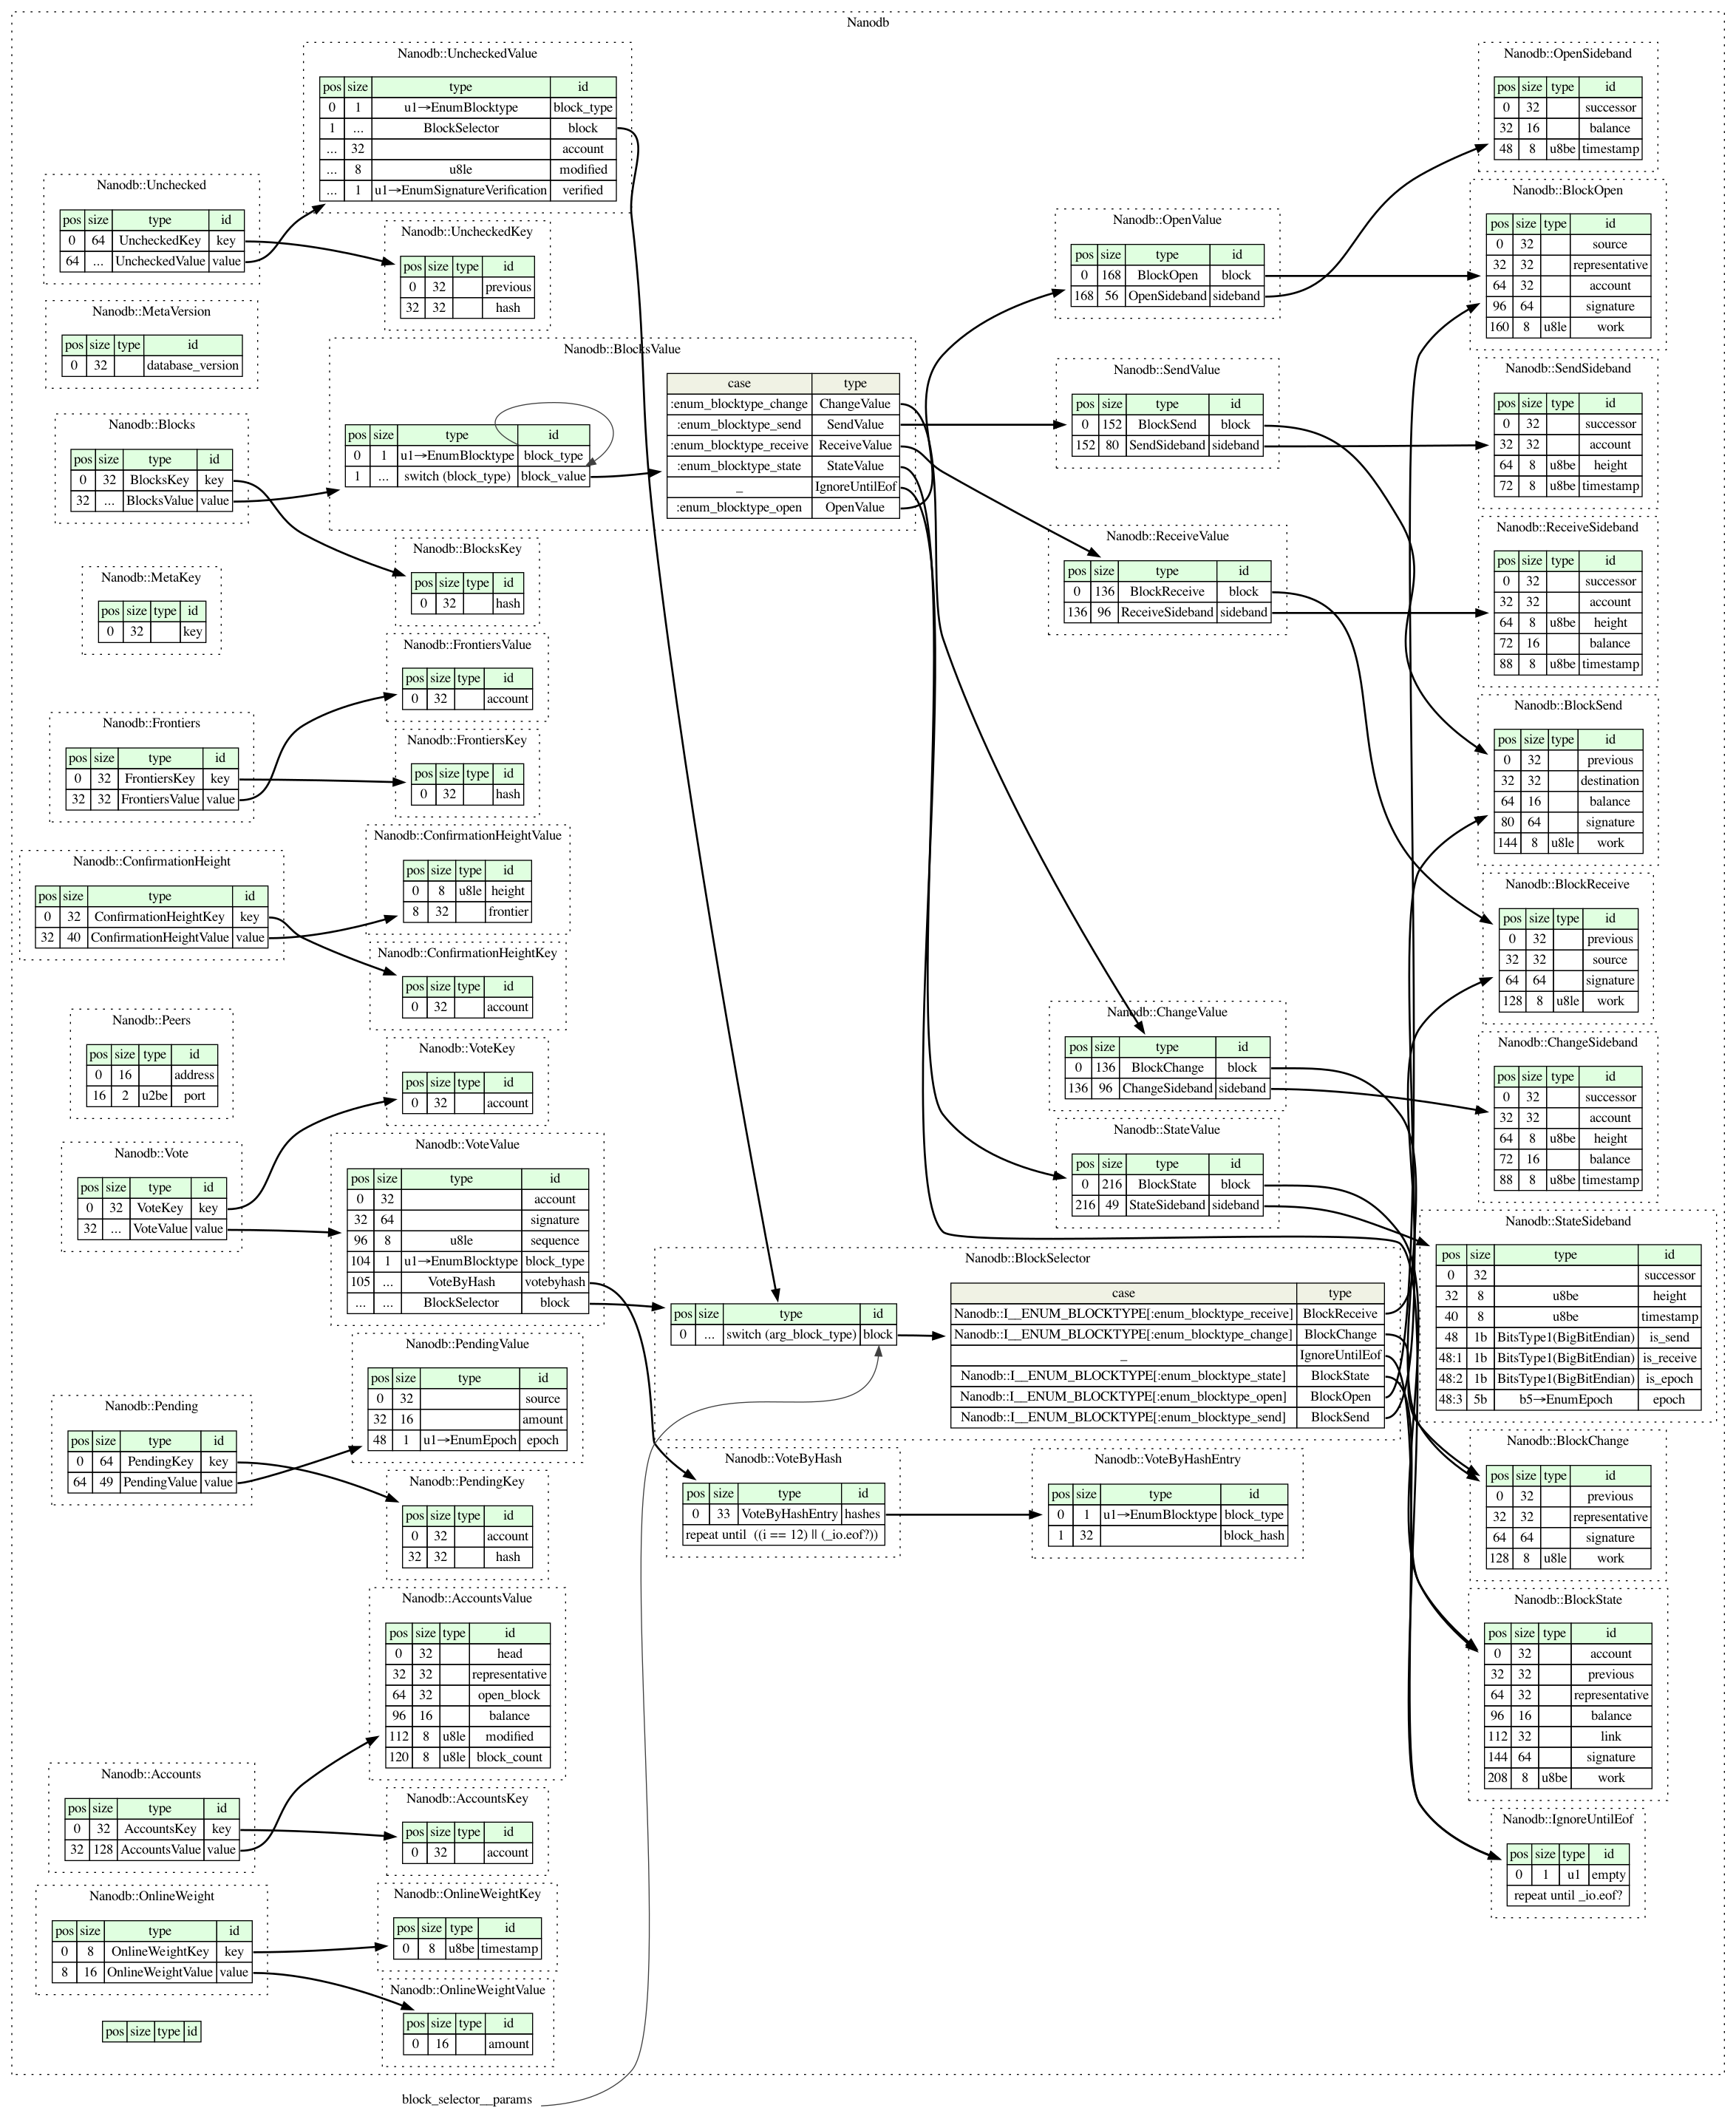 Nanodb
Nanodb::UncheckedValue
pos size type id
0 1 u1→EnumBlocktype block_type
1 ... BlockSelector block
... 32 account
... 8 u8le modified
... 1 u1→EnumSignatureVerification verified
Nanodb::Unchecked
pos size type id
0 64 UncheckedKey key
64 ... UncheckedValue value
Nanodb::UncheckedKey
pos size type id
0 32 previous
32 32 hash
Nanodb::MetaVersion
pos size type id
0 32 database_version
Nanodb::Blocks
pos size type id
0 32 BlocksKey key
32 ... BlocksValue value
Nanodb::BlocksValue
pos size type id
0 1 u1→EnumBlocktype block_type
1 ... switch (block_type) block_value
case type
:enum_blocktype_change ChangeValue
:enum_blocktype_send SendValue
:enum_blocktype_receive ReceiveValue
:enum_blocktype_state StateValue
_ IgnoreUntilEof
:enum_blocktype_open OpenValue
Nanodb::BlocksKey
pos size type id
0 32 hash
Nanodb::MetaKey
pos size type id
0 32 key
Nanodb::FrontiersValue
pos size type id
0 32 account
Nanodb::Frontiers
pos size type id
0 32 FrontiersKey key
32 32 FrontiersValue value
Nanodb::FrontiersKey
pos size type id
0 32 hash
Nanodb::ConfirmationHeightValue
pos size type id
0 8 u8le height
8 32 frontier
Nanodb::ConfirmationHeight
pos size type id
0 32 ConfirmationHeightKey key
32 40 ConfirmationHeightValue value
Nanodb::ConfirmationHeightKey
pos size type id
0 32 account
Nanodb::Peers
pos size type id
0 16 address
16 2 u2be port
Nanodb::VoteKey
pos size type id
0 32 account
Nanodb::Vote
pos size type id
0 32 VoteKey key
32 ... VoteValue value
Nanodb::VoteValue
pos size type id
0 32 account
32 64 signature
96 8 u8le sequence
104 1 u1→EnumBlocktype block_type
105 ... VoteByHash votebyhash
... ... BlockSelector block
Nanodb::PendingValue
pos size type id
0 32 source
32 16 amount
48 1 u1→EnumEpoch epoch
Nanodb::Pending
pos size type id
0 64 PendingKey key
64 49 PendingValue value
Nanodb::PendingKey
pos size type id
0 32 account
32 32 hash
Nanodb::AccountsValue
pos size type id
0 32 head
32 32 representative
64 32 open_block
96 16 balance
112 8 u8le modified
120 8 u8le block_count
Nanodb::Accounts
pos size type id
0 32 AccountsKey key
32 128 AccountsValue value
Nanodb::AccountsKey
pos size type id
0 32 account
Nanodb::OnlineWeight
pos size type id
0 8 OnlineWeightKey key
8 16 OnlineWeightValue value
Nanodb::OnlineWeightKey
pos size type id
0 8 u8be timestamp
Nanodb::OnlineWeightValue
pos size type id
0 16 amount
pos size type id
block_selector__params
Nanodb::BlockSelector
pos size type id
0 ... switch (arg_block_type) block
case type
Nanodb::I__ENUM_BLOCKTYPE[:enum_blocktype_receive] BlockReceive
Nanodb::I__ENUM_BLOCKTYPE[:enum_blocktype_change] BlockChange
_ IgnoreUntilEof
Nanodb::I__ENUM_BLOCKTYPE[:enum_blocktype_state] BlockState
Nanodb::I__ENUM_BLOCKTYPE[:enum_blocktype_open] BlockOpen
Nanodb::I__ENUM_BLOCKTYPE[:enum_blocktype_send] BlockSend
Nanodb::VoteByHash
pos size type id
0 33 VoteByHashEntry hashes
repeat until ((i == 12) || (_io.eof?))
Nanodb::VoteByHashEntry
pos size type id
0 1 u1→EnumBlocktype block_type
1 32 block_hash
Nanodb::OpenValue
pos size type id
0 168 BlockOpen block
168 56 OpenSideband sideband
Nanodb::SendValue
pos size type id
0 152 BlockSend block
152 80 SendSideband sideband
Nanodb::ReceiveValue
pos size type id
0 136 BlockReceive block
136 96 ReceiveSideband sideband
Nanodb::ChangeValue
pos size type id
0 136 BlockChange block
136 96 ChangeSideband sideband
Nanodb::StateValue
pos size type id
0 216 BlockState block
216 49 StateSideband sideband
Nanodb::OpenSideband
pos size type id
0 32 successor
32 16 balance
48 8 u8be timestamp
Nanodb::BlockOpen
pos size type id
0 32 source
32 32 representative
64 32 account
96 64 signature
160 8 u8le work
Nanodb::SendSideband
pos size type id
0 32 successor
32 32 account
64 8 u8be height
72 8 u8be timestamp
Nanodb::ReceiveSideband
pos size type id
0 32 successor
32 32 account
64 8 u8be height
72 16 balance
88 8 u8be timestamp
Nanodb::BlockSend
pos size type id
0 32 previous
32 32 destination
64 16 balance
80 64 signature
144 8 u8le work
Nanodb::BlockReceive
pos size type id
0 32 previous
32 32 source
64 64 signature
128 8 u8le work
Nanodb::ChangeSideband
pos size type id
0 32 successor
32 32 account
64 8 u8be height
72 16 balance
88 8 u8be timestamp
Nanodb::StateSideband
pos size type id
0 32 successor
32 8 u8be height
40 8 u8be timestamp
48 1b BitsType1(BigBitEndian) is_send
48:1 1b BitsType1(BigBitEndian) is_receive
48:2 1b BitsType1(BigBitEndian) is_epoch
48:3 5b b5→EnumEpoch epoch
Nanodb::BlockChange
pos size type id
0 32 previous
32 32 representative
64 64 signature
128 8 u8le work
Nanodb::BlockState
pos size type id
0 32 account
32 32 previous
64 32 representative
96 16 balance
112 32 link
144 64 signature
208 8 u8be work
Nanodb::IgnoreUntilEof
pos size type id
0 1 u1 empty
repeat until _io.eof?